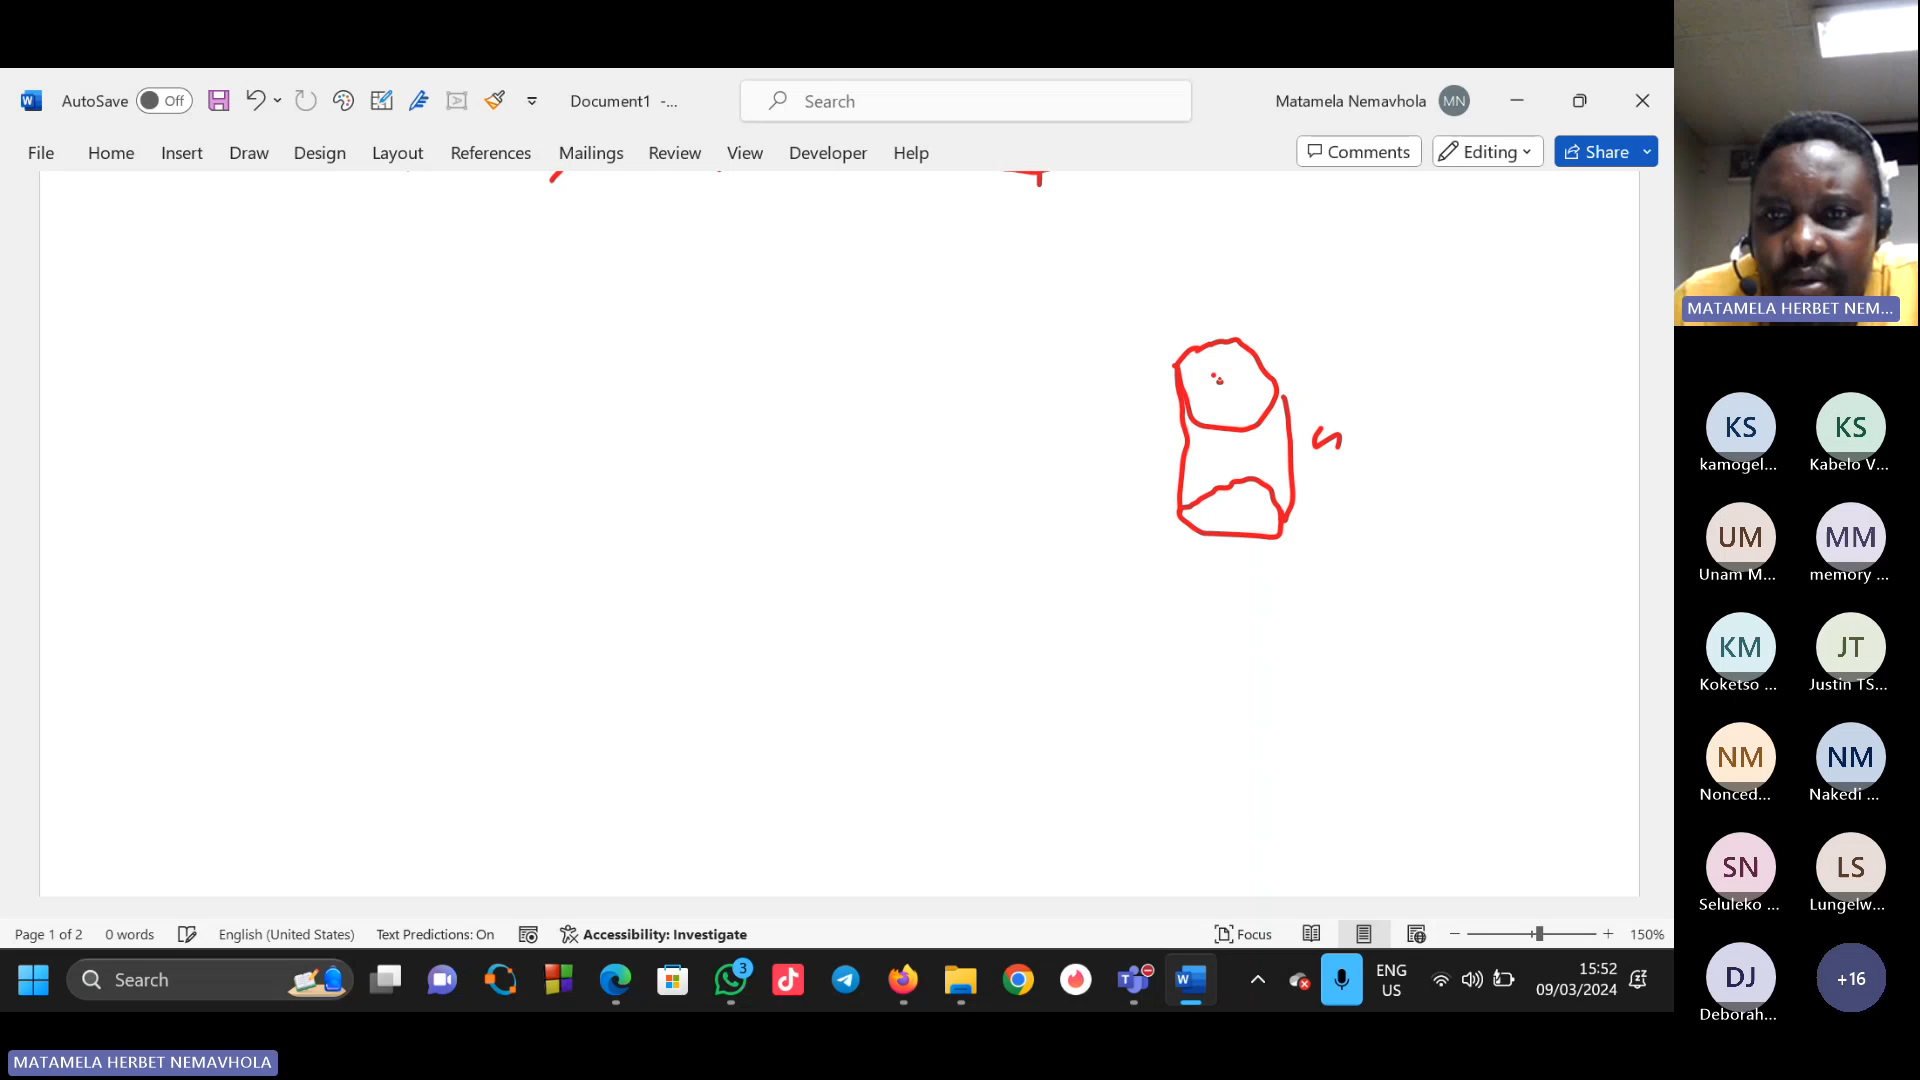 AutoSave Off Document1 -... Search Matamela Nemavhola MN
File Home Insert Draw Design Layout References Mailings Review View Developer Help Comments Editing Share
MATAMELA HERBET NEM...
KS KS
kamogel... Kabelo V...
UM MM
Unam M... memory ...
KM JT
Koketso ... Justin TS...
NM NM
Nonced... Nakedi ...
SN LS
Seluleko ... Lungelw...
DJ +16
Deborah...
Page 1 of 2 0 words English (United States) Text Predictions: On Accessibility: Investigate Focus 150%
Search 3 ENG US 15:52 09/03/2024
MATAMELA HERBET NEMAVHOLA